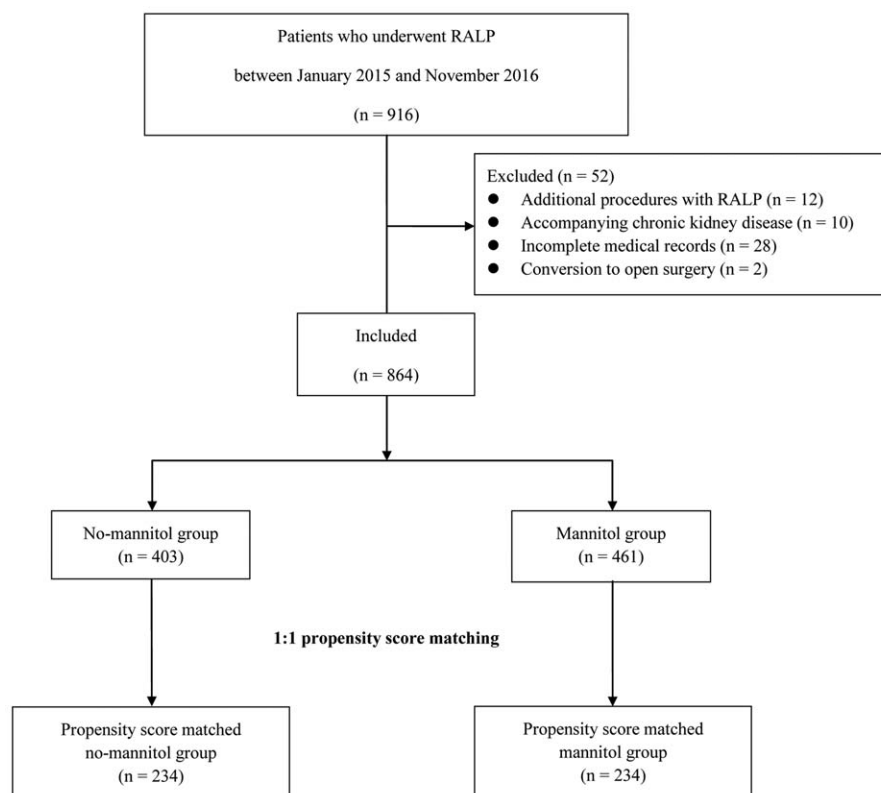 Patients who underwent RALP
between January 2015 and November 2016
(n = 916)
Excluded (n = 52)
● Additional procedures with RALP (n = 12)
● Accompanying chronic kidney disease (n = 10)
● Incomplete medical records (n = 28)
● Conversion to open surgery (n = 2)
Included
(n = 864)
No-mannitol group
(n = 403)
Mannitol group
(n = 461)
1:1 propensity score matching
Propensity score matched
no-mannitol group
(n = 234)
Propensity score matched
mannitol group
(n = 234)